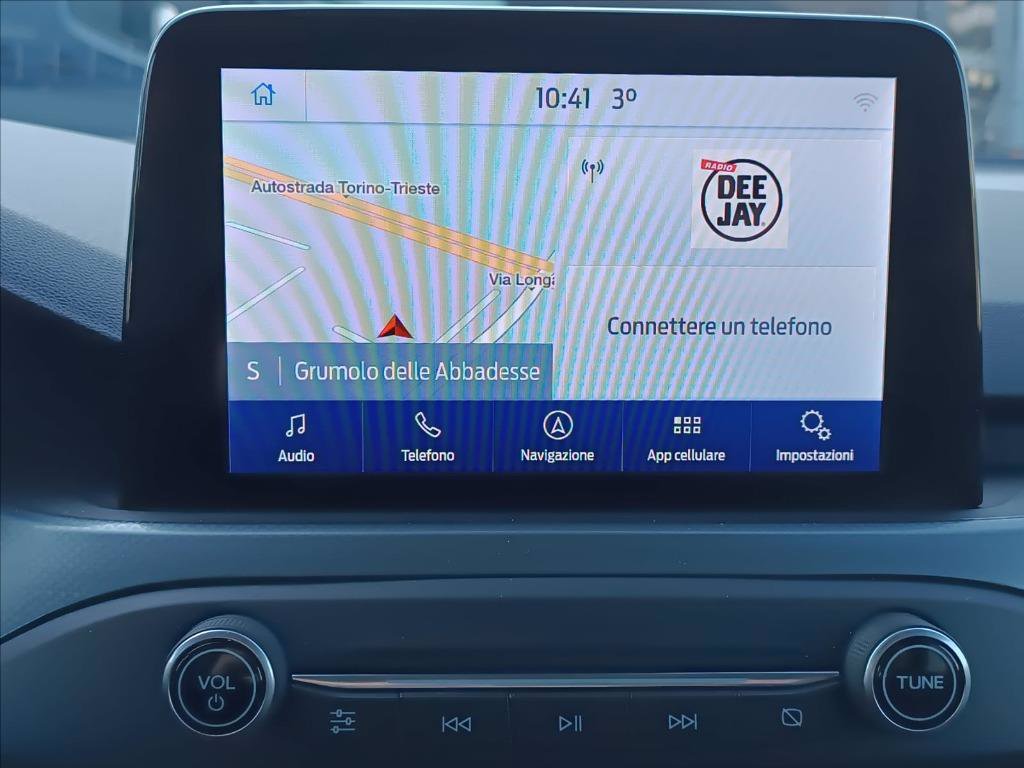 10:41 3º
Autostrada Torino-Trieste
RADIO
DEE
JAY
Via Longa
Connettere un telefono
S
Grumolo delle Abbadesse
Audio
Telefono
Navigazione
App cellulare
Impostazioni
VOL
TUNE